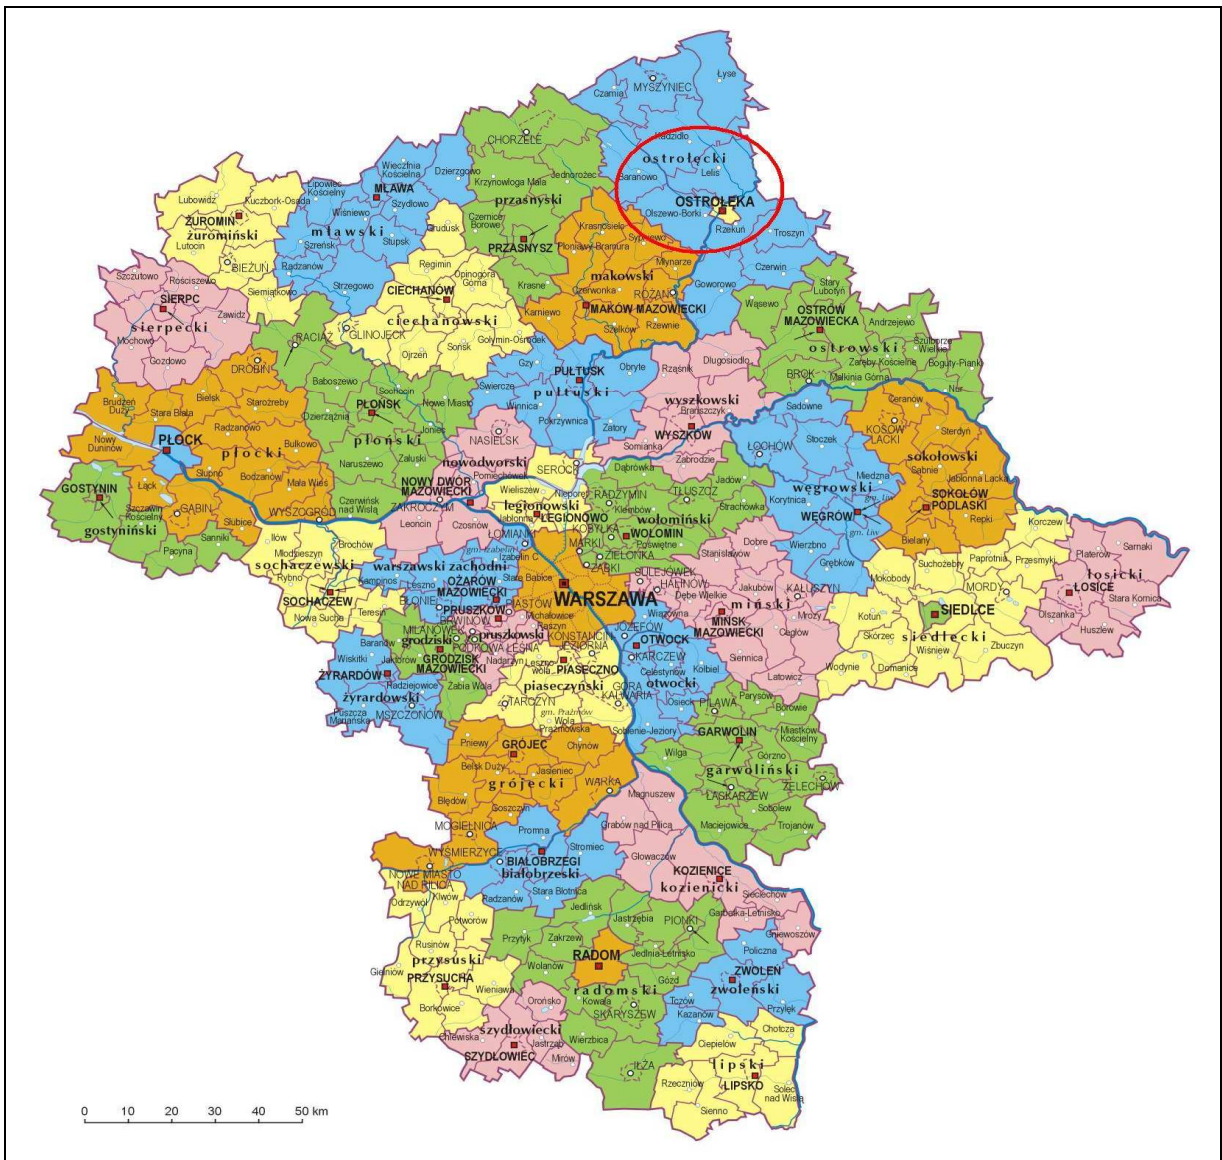 MYSZYNIEC
Łyse
Czarnia
CHORZELE
Kadzidło
ostrołęcki
Baranowo
Lelis
OSTROŁĘKA
Olszewo-Borki
Rzekuń
Troszyn
Czerwin
Goworowo
Wieczfnia
Kościelna
Dzierzgowo
Lipowiec
Kościelny
MŁAWA
Szydłowo
Wiśniewo
mławski
Stupsk
Szreńsk
Radzanów
Strzegowo
Krzynowłoga Mała
Jednorożec
przasnyski
Czernice
Borowe
PRZASNYSZ
Krasne
Lubowidz
Kuczbork-Osada
ŻUROMIN
żuromiński
Lutocin
BIEŻUŃ
Siemiątkowo
Grudusk
Regimin
Opinogóra
Górna
CIECHANÓW
ciechanowski
GLINOJECK
Ojrzeń
Sońsk
Gołymin-Ośrodek
Krasnosielc
Sypniewo
Płoniawy-Bramura
Młynarze
makowski
Czerwonka
RÓŻAN
MAKÓW MAZOWIECKI
Karniewo
Szelków
Rzewnie
Szczutowo
Rościszewo
SIERPC
Zawidz
sierpecki
Mochowo
Gozdowo
Stary
Lubotyń
Wąsewo
OSTRÓW
MAZOWIECKA
Andrzejewo
ostrowski
Szulborze
Wielkie
Zaręby Kościelne
Boguty-Pianki
BROK
Małkinia Górna
Nur
RACIĄŻ
Baboszewo
Sochocin
Nowe Miasto
PŁOŃSK
Dzierzążnia
Joniec
płoński
Naruszewo
Załuski
Czerwińsk
nad Wisłą
DROBIN
Brudzeń
Duży
Bielsk
Stara Biała
Staroźreby
Radzanowo
Bulkowo
Nowy
Duninów
PŁOCK
płocki
Słupno
Bodzanów
Mała Wieś
Łąck
GĄBIN
WYSZOGRÓD
Słubice
GOSTYNIN
gostyniński
Szczawin
Kościelny
Sanniki
Pacyna
Gzy
Obryte
PUŁTUSK
Świercze
pułtuski
Winnica
Pokrzywnica
Zatory
Długosiodło
Rząśnik
wyszkowski
Brańszczyk
WYSZKÓW
Somianka
Zabrodzie
Sadowne
ŁOCHÓW
Stoczek
węgrowski
Miedzna
Korytnica
gm. Liw
WĘGRÓW
gm. Liw
Wierzbno
Grębków
Ceranów
KOSÓW
LACKI
Sterdyń
sokołowski
Sabnie
Jabłonna Lacka
SOKOŁÓW
PODLASKI
Repki
Bielany
NASIELSK
nowodworski
Pomiechówek
NOWY DWÓR
MAZOWIECKI
ZAKROCZYM
Leoncin
Czosnów
SEROCK
Wieliszew
Nieporęt
legionowski
Jabłonna
LEGIONOWO
Dąbrówka
RADZYMIN
TŁUSZCZ
Jadów
Klembów
Strachówka
wołomiński
KOBYŁKA
WOŁOMIN
MARKI
Poświętne
ZIELONKA
ZĄBKI
ŁOMIANKI
gm. Izabelin
Izabelin C
Iłów
Brochów
Młodzieszyn
sochaczewski
Rybno
SOCHACZEW
Teresin
Nowa Sucha
warszawski zachodni
Kampinos
Leszno
OŻARÓW
MAZOWIECKI
Stare Babice
BŁONIE
PRUSZKÓW
PIASTÓW
Michałowice
BRWINÓW
Raszyn
MILANÓWEK
pruszkowski
PODKOWA LEŚNA
Nadarzyn
grodziski
GRODZISK
MAZOWIECKI
Baranów
Jaktorów
Żabia Wola
WARSZAWA
KONSTANCIN
JEZIORNA
Lesznowola
PIASECZNO
piaseczyński
GÓRA
KALWARIA
TARCZYN
gm. Prażmów
Wola
Prażmowska
Wiskitki
ŻYRARDÓW
Radziejowice
żyrardowski
Puszcza
Mariańska
MSZCZONÓW
Dobre
Stanisławów
SULEJÓWEK
HALINÓW
Jakubów
KAŁUSZYN
Dębe Wielkie
miński
Mrozy
MIŃSK
MAZOWIECKI
Cegłów
Siennica
Latowicz
Wiązowna
JÓZEFÓW
OTWOCK
KARCZEW
Celestynów
Kołbiel
otwocki
Osieck
Sobienie-Jeziory
Korczew
Paprotnia
Przesmyki
Suchożebry
Mokobody
MORDY
Kotuń
SIEDLCE
siedlecki
Skórzec
Wiśniew
Zbuczyn
Wodynie
Domanice
Platerów
Sarnaki
łosicki
ŁOSICE
Stara Kornica
Olszanka
Huszlew
Parysów
PILAWA
Borowie
GARWOLIN
Miastków
Kościelny
Wilga
Górzno
garwoliński
ŻELECHÓW
ŁASKARZEW
Sobolew
Maciejowice
Trojanów
Pniewy
GRÓJEC
Chynów
Belsk Duży
Jasieniec
grójecki
WARKA
Błędów
Goszczyn
MOGIELNICA
NOWE MIASTO
NAD PILICĄ
Promna
WYŚMIERZYCE
Stromiec
BIAŁOBRZEGI
białobrzeski
Stara Błotnica
Radzanów
Magnuszew
Grabów nad Pilicą
Głowaczów
KOZIENICE
kozienicki
Sieciechów
Garbatka-Letnisko
Gniewoszów
Odrzywół
Klwów
Potworów
Rusinów
przysuski
Gielniów
PRZYSUCHA
Wieniawa
Borkowice
Jedlińsk
Jastrzębia
PIONKI
Przytyk
Zakrzew
Jedlnia-Letnisko
RADOM
Wolanów
Gózd
radomski
Kowala
SKARYSZEW
Wierzbica
IŁŻA
Policzna
ZWOLEŃ
zwoleński
Tczów
Przyłęk
Kazanów
Orońsko
szydłowiecki
Chlewiska
Jastrząb
SZYDŁOWIEC
Mirów
Chotcza
Ciepielów
lipski
LIPSKO
Rzeczniów
Solec
nad Wisłą
Sienno
0 10 20 30 40 50 km